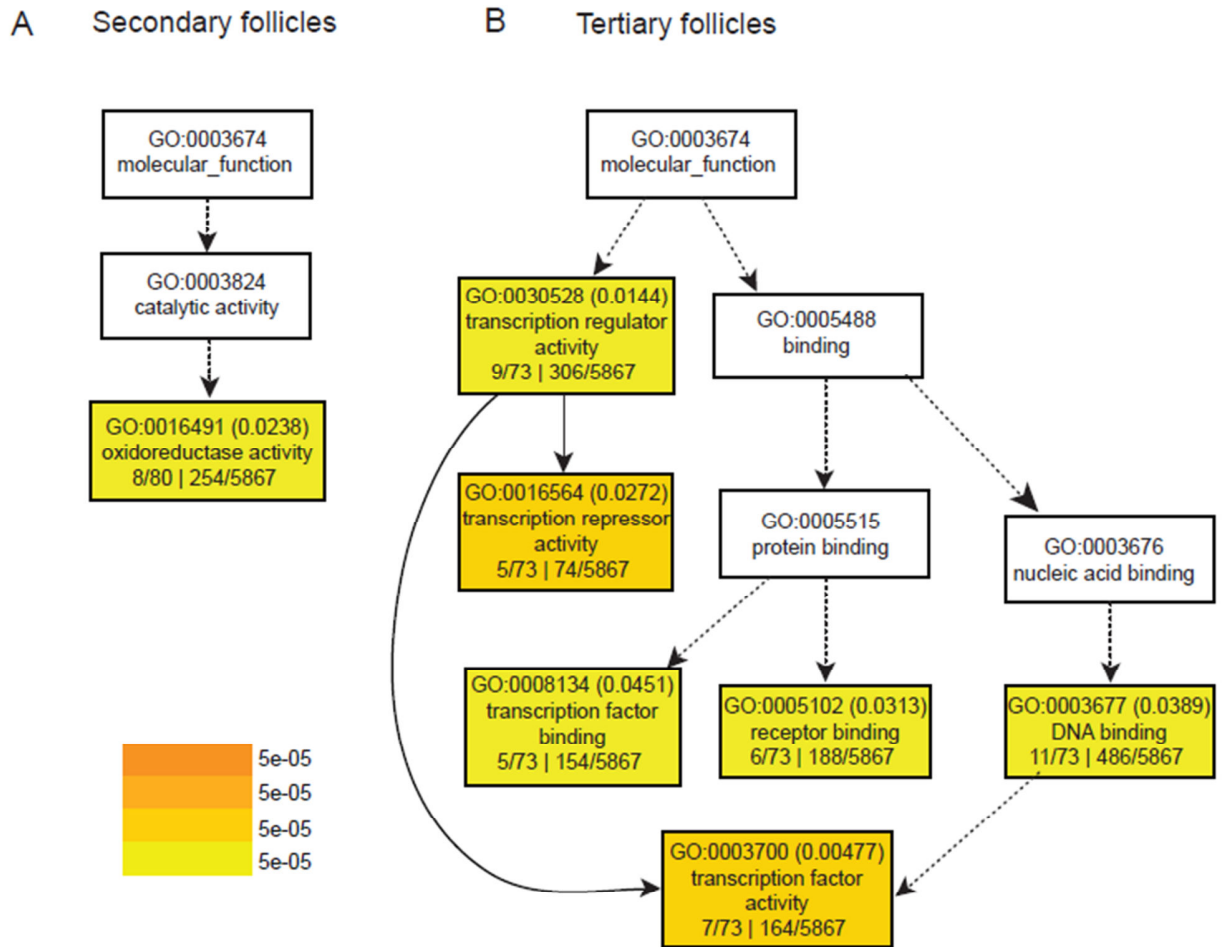 A Secondary follicles
GO:0003674
molecular_function
GO:0003824
catalytic activity
GO:0016491 (0.0238)
oxidoreductase activity
8/80 | 254/5867
5e-05
5e-05
5e-05
5e-05
B Tertiary follicles
GO:0003674
molecular_function
GO:0030528 (0.0144)
transcription regulator
activity
9/73 | 306/5867
GO:0005488
binding
GO:0016564 (0.0272)
transcription repressor
activity
5/73 | 74/5867
GO:0005515
protein binding
GO:0003676
nucleic acid binding
GO:0008134 (0.0451)
transcription factor
binding
5/73 | 154/5867
GO:0005102 (0.0313)
receptor binding
6/73 | 188/5867
GO:0003677 (0.0389)
DNA binding
11/73 | 486/5867
GO:0003700 (0.00477)
transcription factor
activity
7/73 | 164/5867